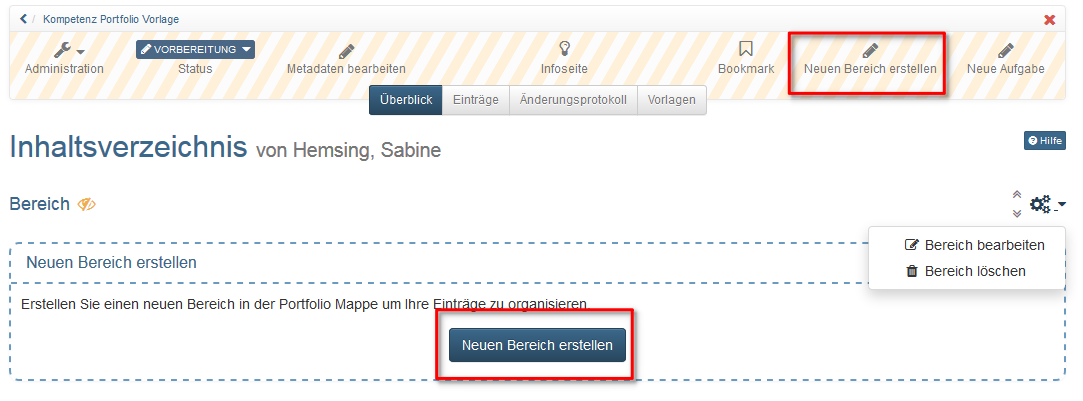 / Kompetenz Portfolio Vorlage
Administration
VORBEREITUNG
Status
Metadaten bearbeiten
Infoseite
Bookmark
Neuen Bereich erstellen
Neue Aufgabe
Überblick Einträge Änderungsprotokoll Vorlagen
Inhaltsverzeichnis von Hemsing, Sabine
Hilfe
Bereich
Bereich bearbeiten
Bereich löschen
Neuen Bereich erstellen
Erstellen Sie einen neuen Bereich in der Portfolio Mappe um Ihre Einträge zu organisieren.
Neuen Bereich erstellen